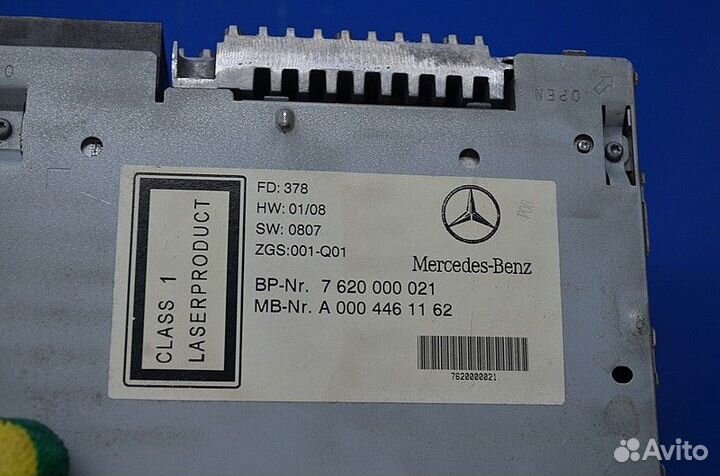 O
OPEN
CLASS 1
LASERPRODUCT
FD: 378
HW: 01/08
SW: 0807
ZGS:001-Q01
BP-Nr. 7 620 000 021
MB-Nr. A 000 446 11 62
POB
Mercedes-Benz
7620000021
Avito